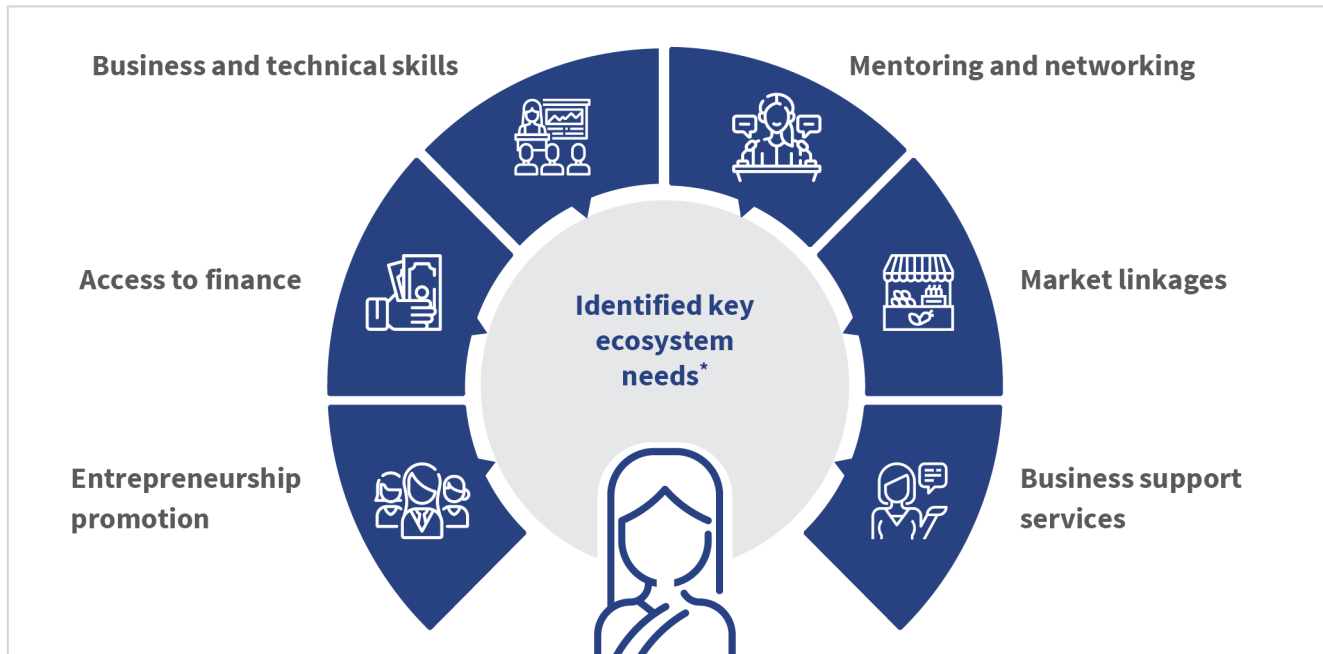 Business and technical skills
Mentoring and networking
Access to finance
Identified key
ecosystem
needs*
Market linkages
Entrepreneurship
promotion
Business support
services